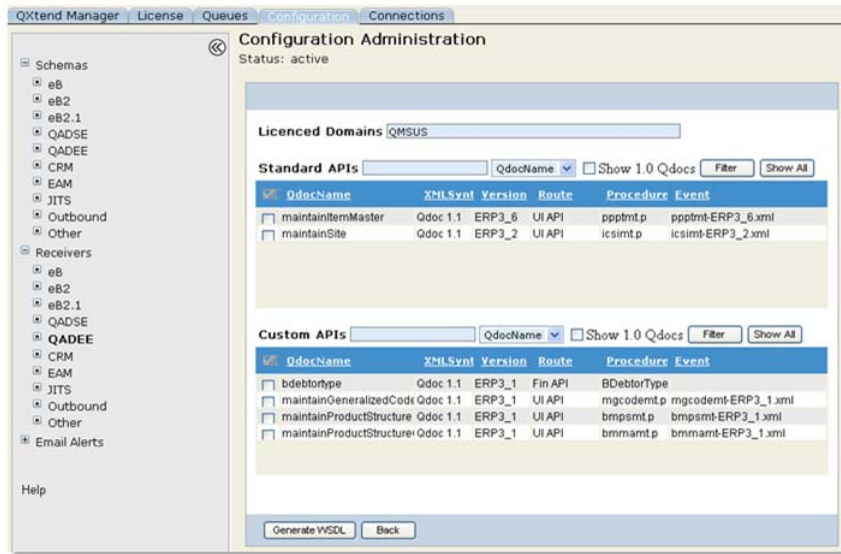 QXtend Manager License Queues Configuration Connections
Schemas
eB
eB2
eB2.1
QADSE
QADEE
CRM
EAM
JITS
Outbound
Other
Receivers
eB
eB2
eB2.1
QADSE
QADEE
CRM
EAM
JITS
Outbound
Other
Email Alerts
Help
Configuration Administration
Status: active
Licenced Domains QMSUS
Standard APIs QdocName Show 1.0 Qdocs Filter Show All
QdocName XMLSynt Version Route Procedure Event
maintainItemMaster Qdoc 1.1 ERP3_6 UI API ppptmt.p ppptmt-ERP3_6.xml
maintainSite Qdoc 1.1 ERP3_2 UI API icsimt.p icsimt-ERP3_2.xml
Custom APIs QdocName Show 1.0 Qdocs Filter Show All
QdocName XMLSynt Version Route Procedure Event
bdebtortype Qdoc 1.1 ERP3_1 Fin API BDebtorType
maintainGeneralizedCode Qdoc 1.1 ERP3_1 UI API mgcodemt.p mgcodemt-ERP3_1.xml
maintainProductStructure Qdoc 1.1 ERP3_1 UI API bmpsmt.p bmpsmt-ERP3_1.xml
maintainProductStructure Qdoc 1.1 ERP3_1 UI API bmmamt.p bmmamt-ERP3_1.xml
Generate WSDL Back